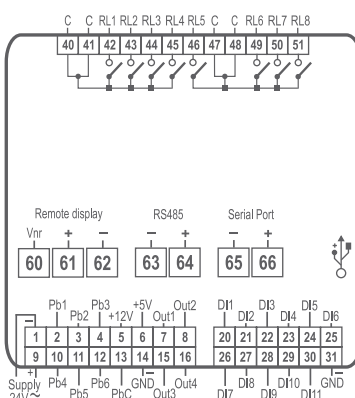 C C RL1 RL2 RL3 RL4 RL5 C C RL6 RL7 RL8
40 41 42 43 44 45 46 47 48 49 50 51
Remote display RS485 Serial Port
Vnr + − − + − +
60 61 62 63 64 65 66
Pb1 Pb3 +5V Out2 DI1 DI3 DI5
Pb2 +12V Out1 DI2 DI4 DI6
−
1 2 3 4 5 6 7 8 20 21 22 23 24 25
9 10 11 12 13 14 15 16 26 27 28 29 30 31
+ − −
Supply Pb4 Pb6 GND Out4 DI8 DI10 GND
24V~ Pb5 PbC Out3 DI7 DI9 DI11